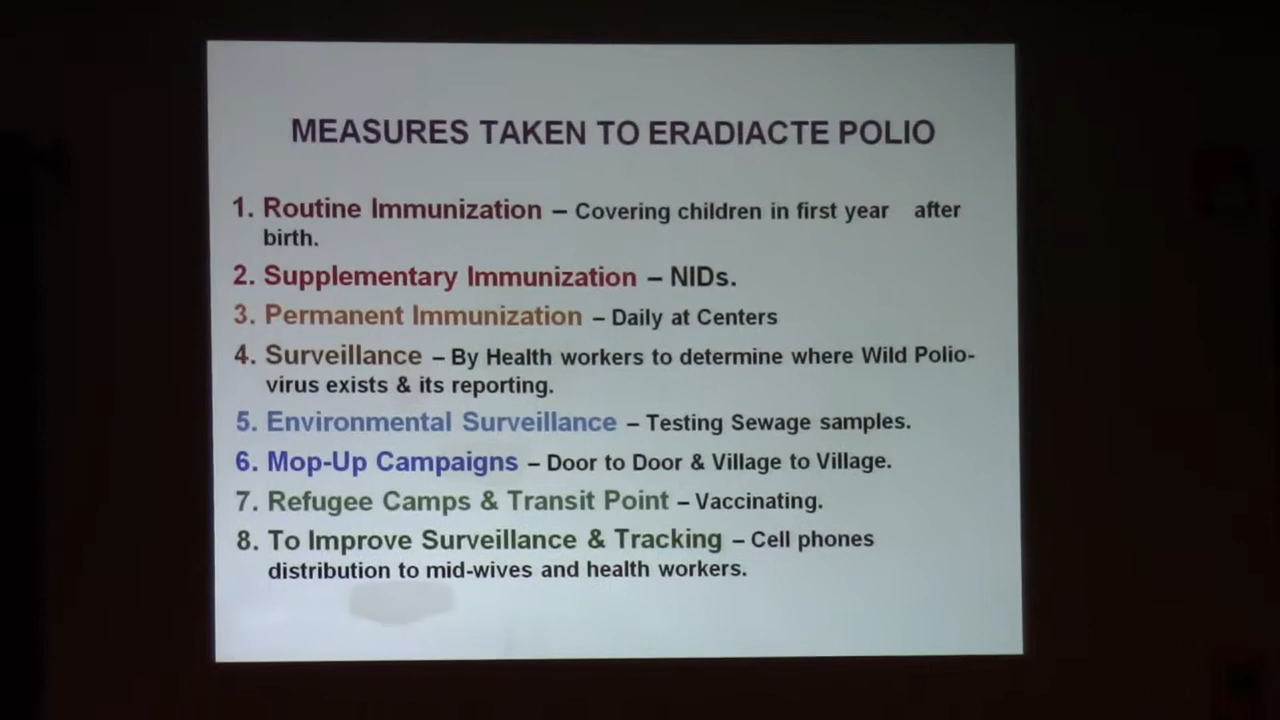 MEASURES TAKEN TO ERADIACTE POLIO
1. Routine Immunization – Covering children in first year after
birth.
2. Supplementary Immunization – NIDs.
3. Permanent Immunization – Daily at Centers
4. Surveillance – By Health workers to determine where Wild Polio-
virus exists & its reporting.
5. Environmental Surveillance – Testing Sewage samples.
6. Mop-Up Campaigns – Door to Door & Village to Village.
7. Refugee Camps & Transit Point – Vaccinating.
8. To Improve Surveillance & Tracking – Cell phones
distribution to mid-wives and health workers.